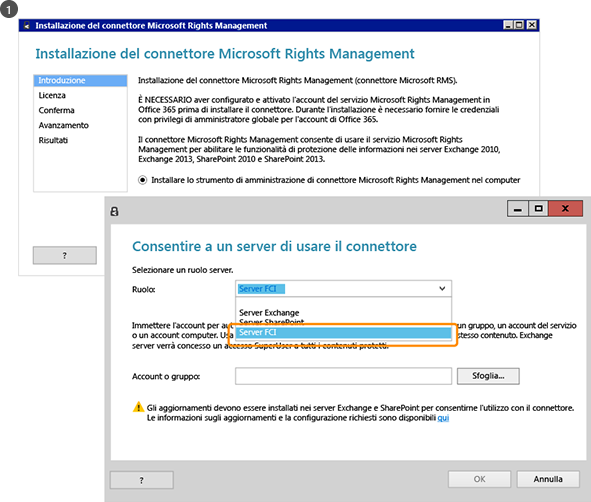 1
Installazione del connettore Microsoft Rights Management
Installazione del connettore Microsoft Rights Management
Introduzione
Licenza
Conferma
Avanzamento
Risultati
Installazione del connettore Microsoft Rights Management (connettore Microsoft RMS).
È NECESSARIO aver configurato e attivato l'account del servizio Microsoft Rights Management in
Office 365 prima di installare il connettore. Durante l'installazione è necessario fornire le credenziali
con privilegi di amministratore globale per l'account di Office 365.
Il connettore Microsoft Rights Management consente di usare il servizio Microsoft Rights
Management per abilitare le funzionalità di protezione delle informazioni nei server Exchange 2010,
Exchange 2013, SharePoint 2010 e SharePoint 2013.
Installare lo strumento di amministrazione di connettore Microsoft Rights Management nel computer
?
Consentire a un server di usare il connettore
Selezionare un ruolo server.
Ruolo:
Server FCI
Server Exchange
Server SharePoint
Server FCI
Immettere l'account per aut un gruppo, un account del servizio
o un account computer. Usa stesso contenuto. Exchange
server verrà concesso un accesso SuperUser a tutti i contenuti protetti.
Account o gruppo:
Sfoglia...
Gli aggiornamenti devono essere installati nei server Exchange e SharePoint per consentirne l'utilizzo con il connettore.
Le informazioni sugli aggiornamenti e la configurazione richiesti sono disponibili qui
?
OK
Annulla